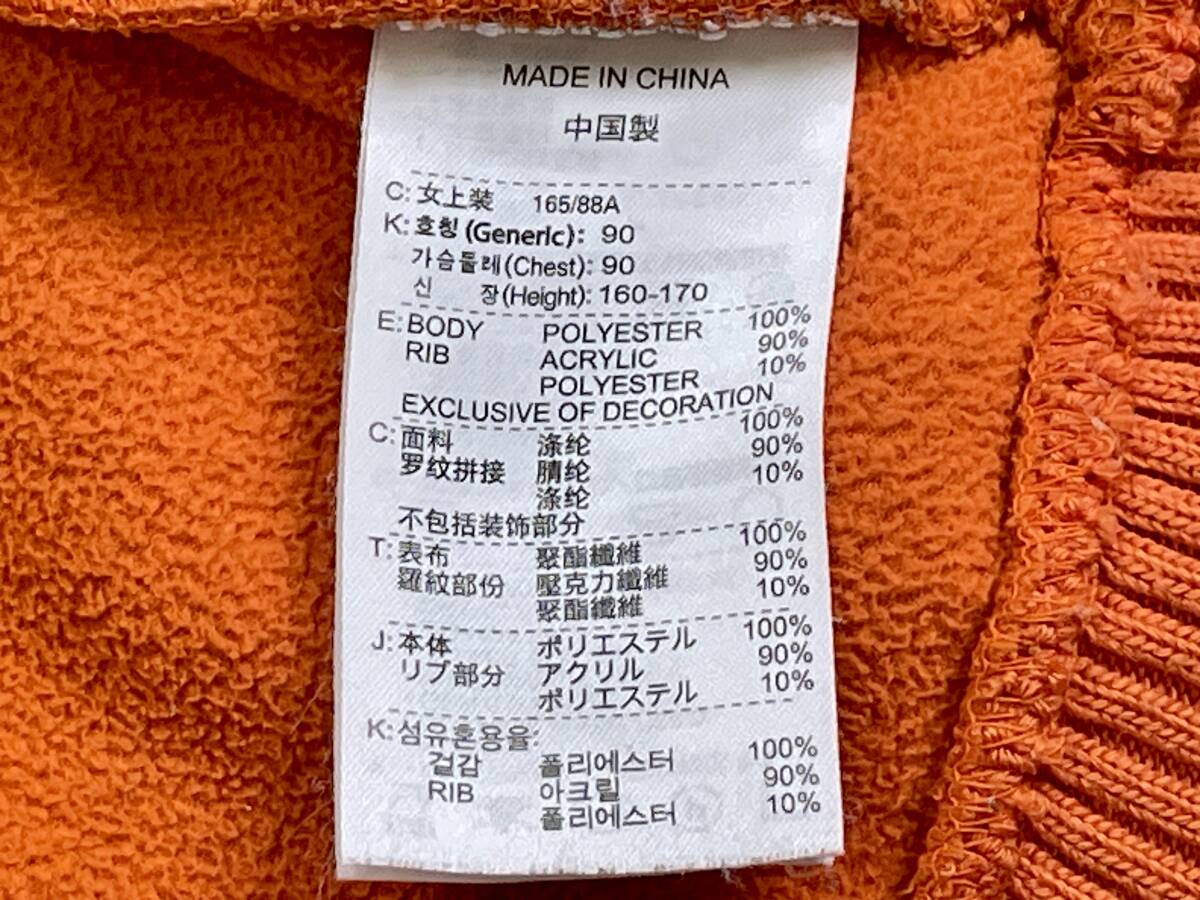 MADE IN CHINA
中国製
C: 女上装 165/88A
K: 호칭 (Generic): 90
가슴둘레(Chest): 90
신 장(Height): 160-170
E: BODY POLYESTER 100%
RIB ACRYLIC 90%
POLYESTER 10%
EXCLUSIVE OF DECORATION
C: 面料 涤纶 100%
罗纹拼接 腈纶 90%
涤纶 10%
不包括装饰部分
T: 表布 聚酯纖維 100%
羅紋部份 壓克力纖維 90%
聚酯纖維 10%
J: 本体 ポリエステル 100%
リブ部分 アクリル 90%
ポリエステル 10%
K: 섬유혼용율:
겉감 폴리에스터 100%
RIB 아크릴 90%
폴리에스터 10%